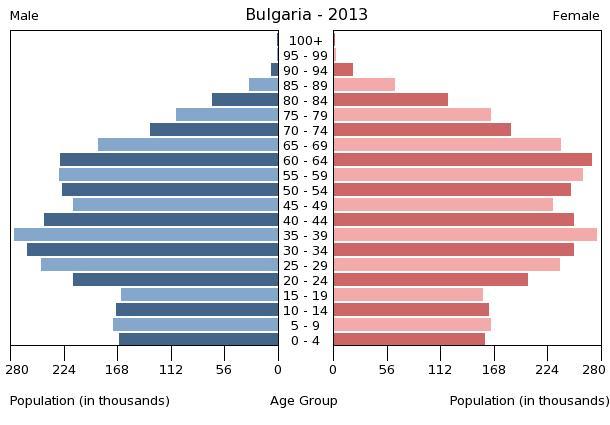 Bulgaria - 2013
Male
Female
100+
95 - 99
90 - 94
85 - 89
80 - 84
75 - 79
70 - 74
65 - 69
60 - 64
55 - 59
50 - 54
45 - 49
40 - 44
35 - 39
30 - 34
25 - 29
20 - 24
15 - 19
10 - 14
5 - 9
0 - 4
280 224 168 112 56 0 0 56 112 168 224 280
Population (in thousands) Age Group Population (in thousands)